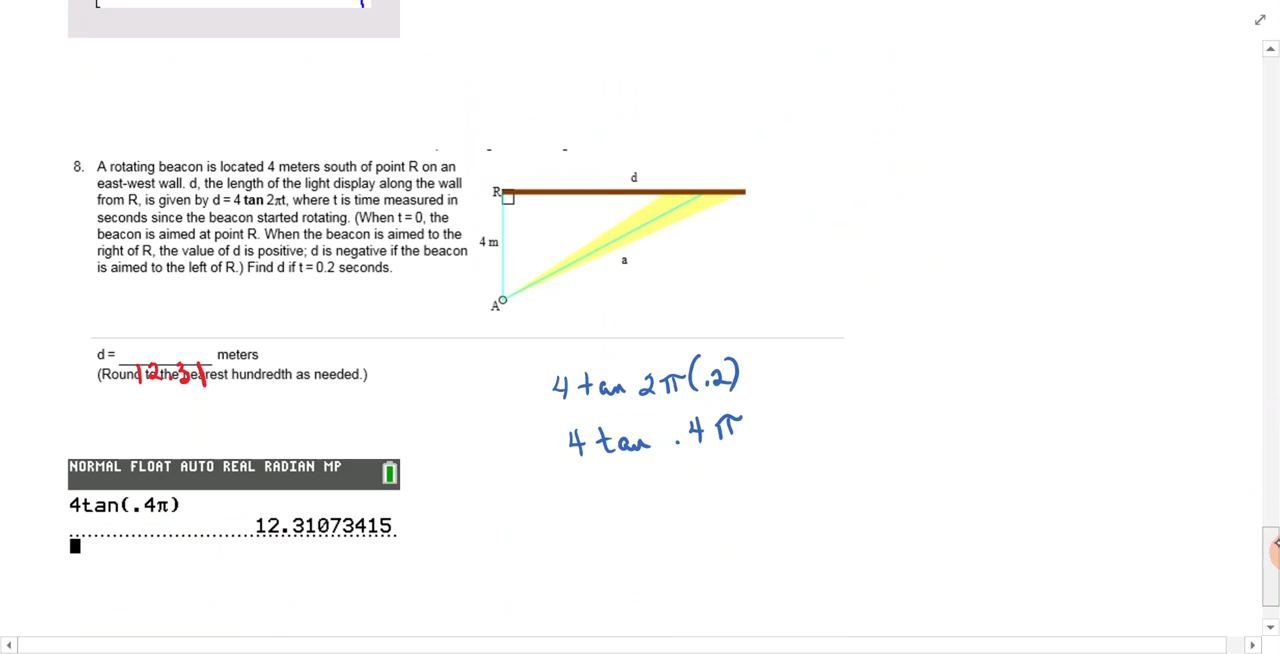 8. A rotating beacon is located 4 meters south of point R on an
east-west wall. d, the length of the light display along the wall
from R, is given by d = 4 tan 2πt, where t is time measured in
seconds since the beacon started rotating. (When t = 0, the
beacon is aimed at point R. When the beacon is aimed to the
right of R, the value of d is positive; d is negative if the beacon
is aimed to the left of R.) Find d if t = 0.2 seconds.
d
R
4 m
a
A
d = 12.31 meters
(Round to the nearest hundredth as needed.)
4 tan 2π(.2)
4 tan .4π
NORMAL FLOAT AUTO REAL RADIAN MP
4tan(.4π)
12.31073415